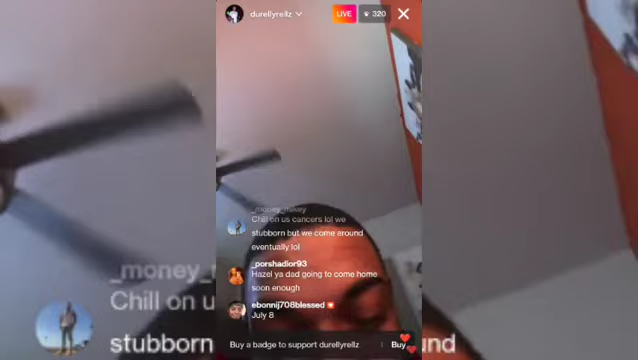 durellyrellz
LIVE
320
_money_mikey
Chill on us cancers lol we
stubborn but we come around
eventually lol
_porshadior93
Hazel ya dad going to come home
soon enough
ebonnij708blessed
July 8
Buy a badge to support durellyrellz
Buy
_money_
Chill on u
stubborn
und